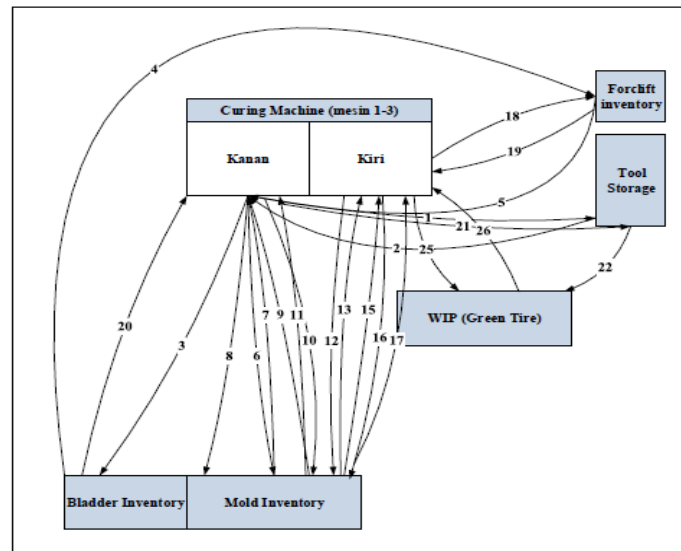 4
Curing Machine (mesin 1-3)
Kanan
Kiri
18
19
Forclift
inventory
Tool
Storage
5
1
21
2
25
26
22
WIP (Green Tire)
20
3
8
6
7
9
11
10
12
13
15
16
17
Bladder Inventory
Mold Inventory